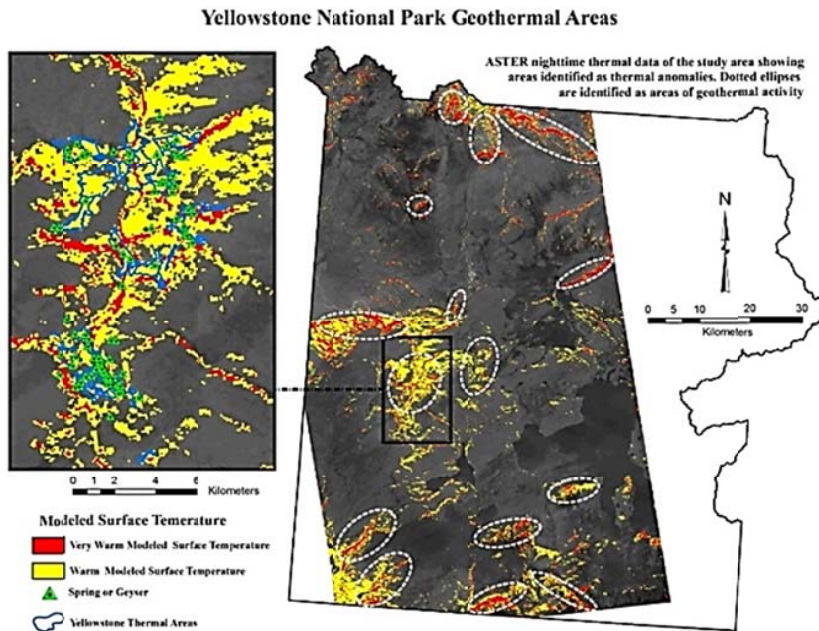 Yellowstone National Park Geothermal Areas
ASTER nighttime thermal data of the study area showing
areas identified as thermal anomalies. Dotted ellipses
are identified as areas of geothermal activity
N
0 5 10 20 30
Kilometers
0 1 2 4 6
Kilometers
Modeled Surface Temerature
Very Warm Modeled Surface Temperature
Warm Modeled Surface Temperature
Spring or Geyser
Yellowstone Thermal Areas